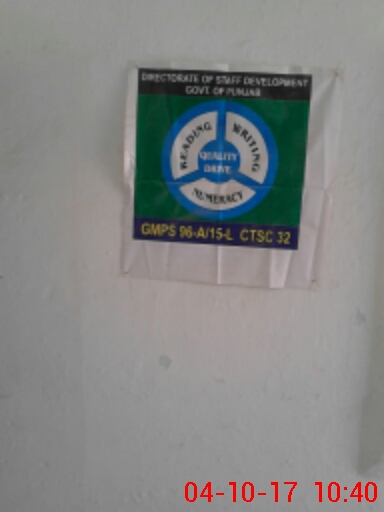 DIRECTORATE OF STAFF DEVELOPMENT
GOVT. OF PUNJAB
READING
WRITING
QUALITY
DRIVE
NUMERACY
GMPS 96-A/15-L CTSC 32
04-10-17 10:40